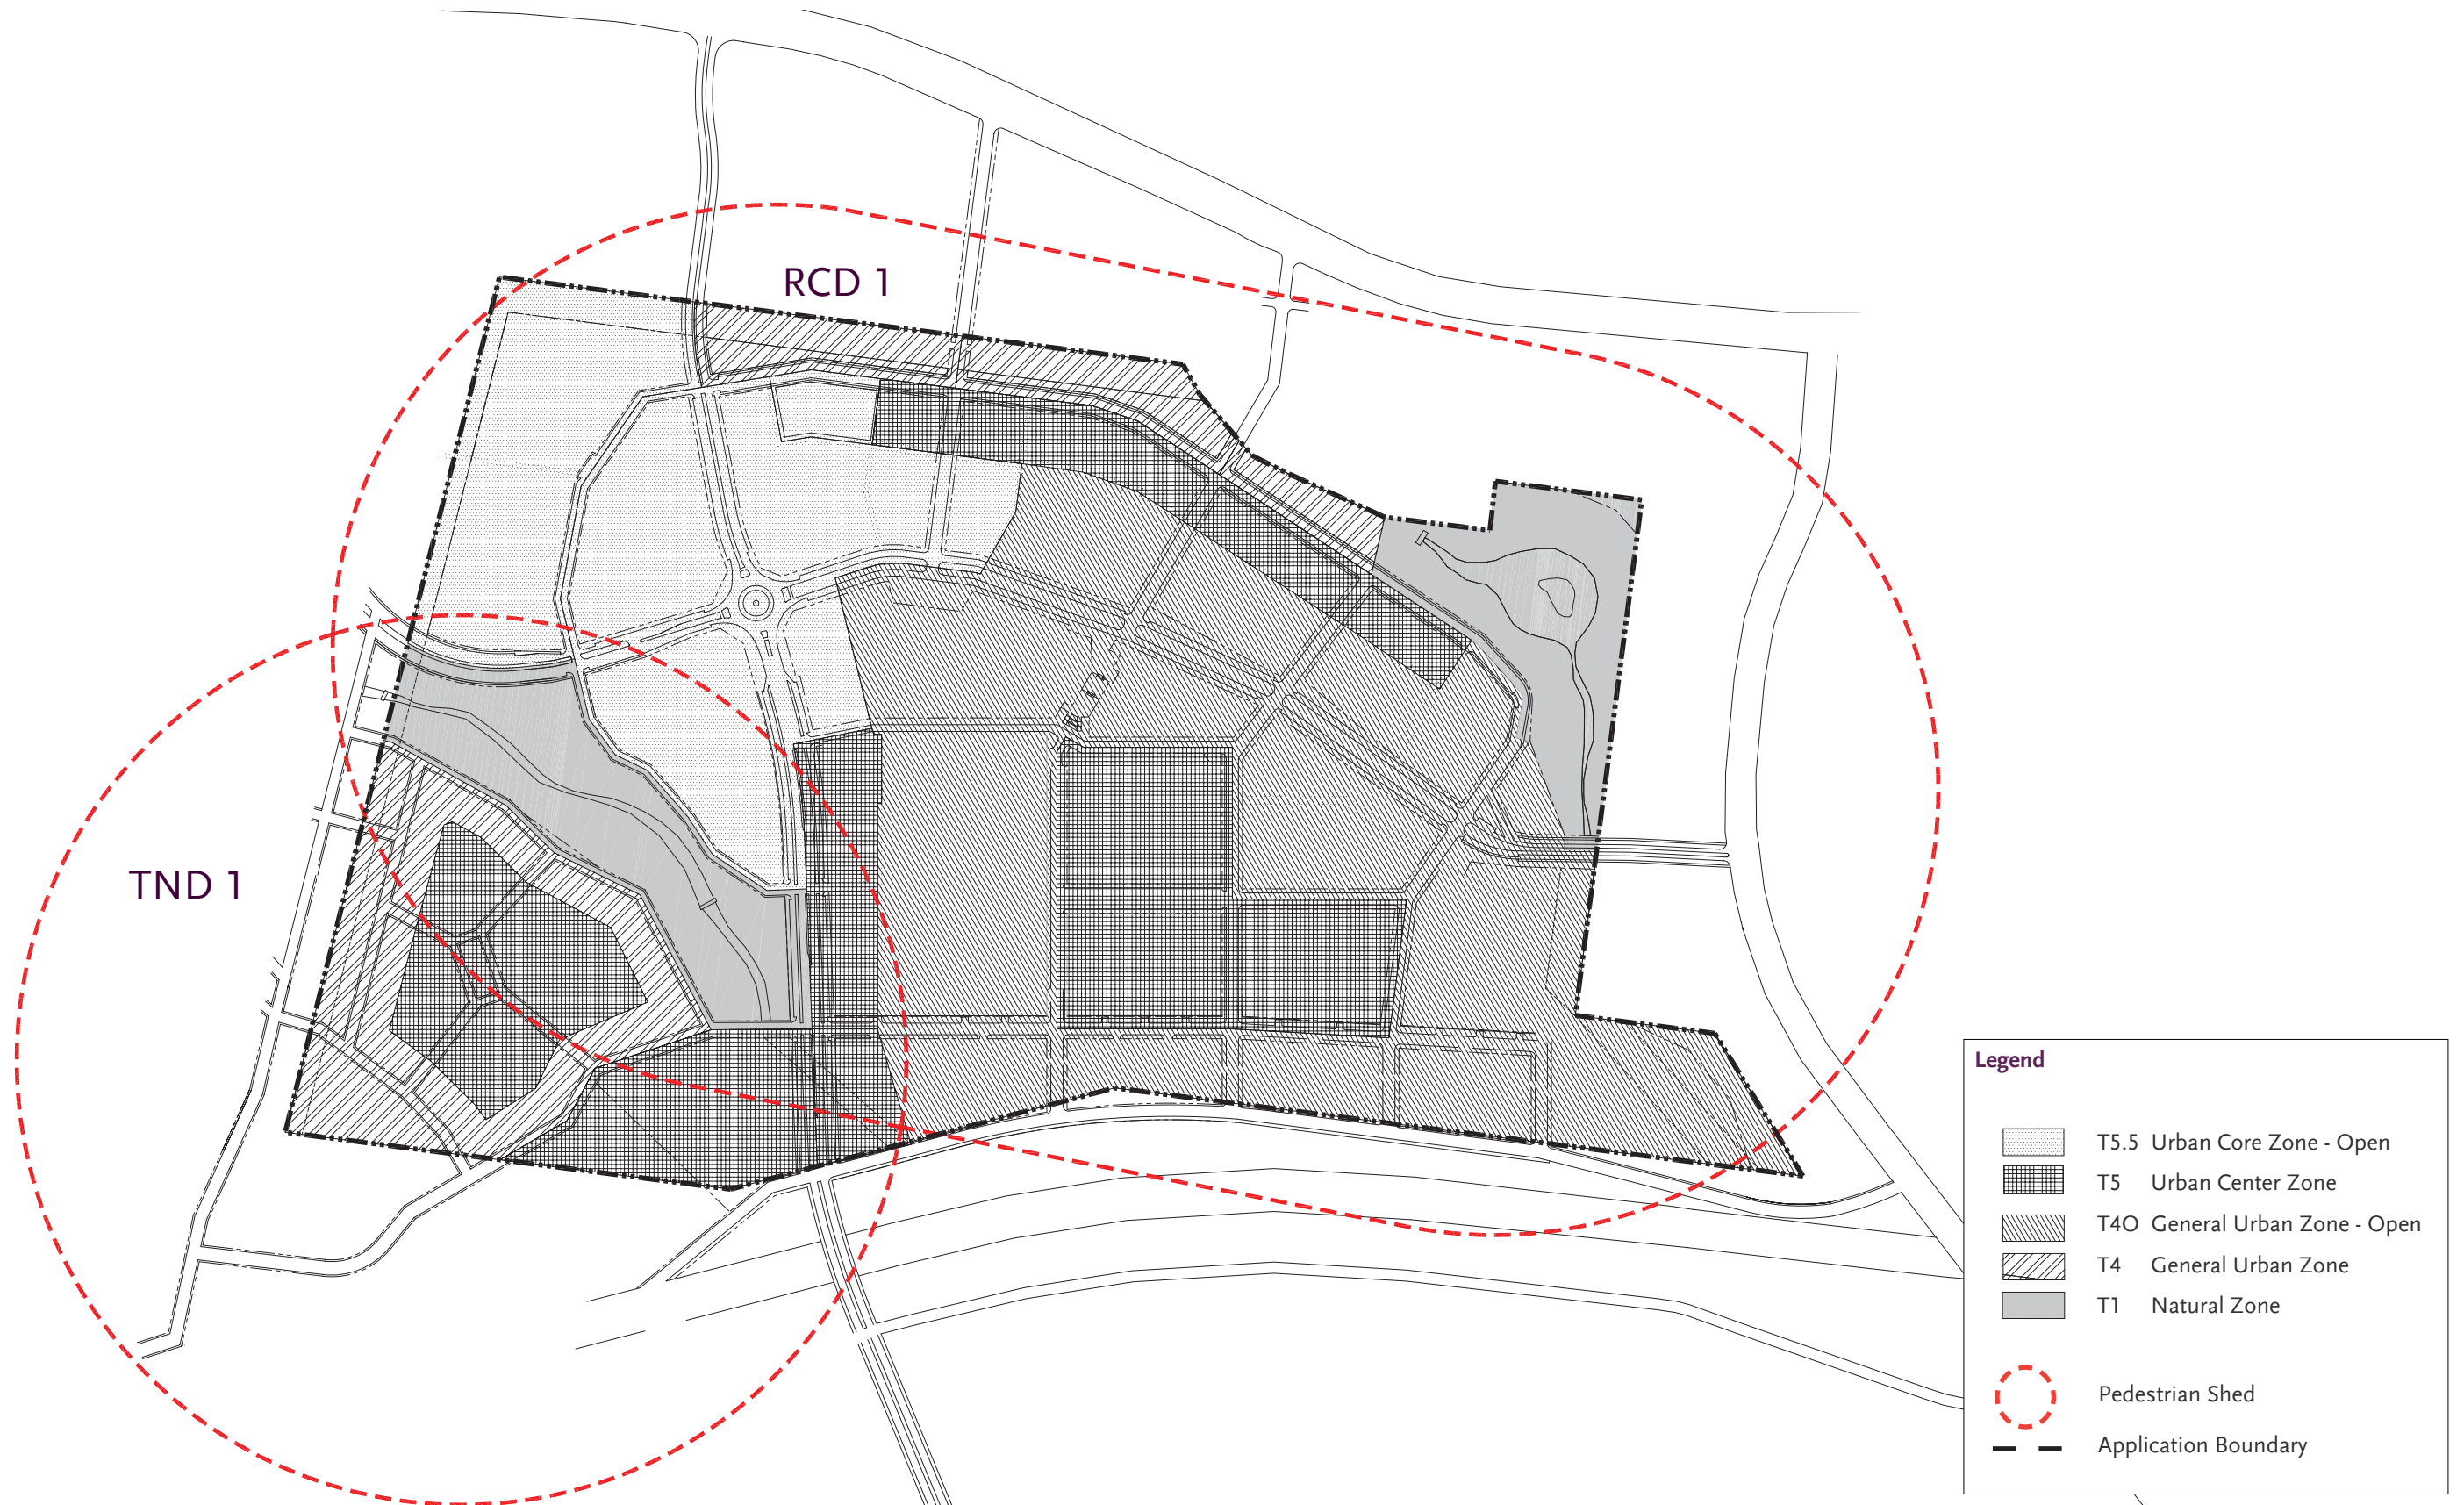 RCD 1
TND 1
Legend
T5.5 Urban Core Zone - Open
T5 Urban Center Zone
T4O General Urban Zone - Open
T4 General Urban Zone
T1 Natural Zone
Pedestrian Shed
Application Boundary